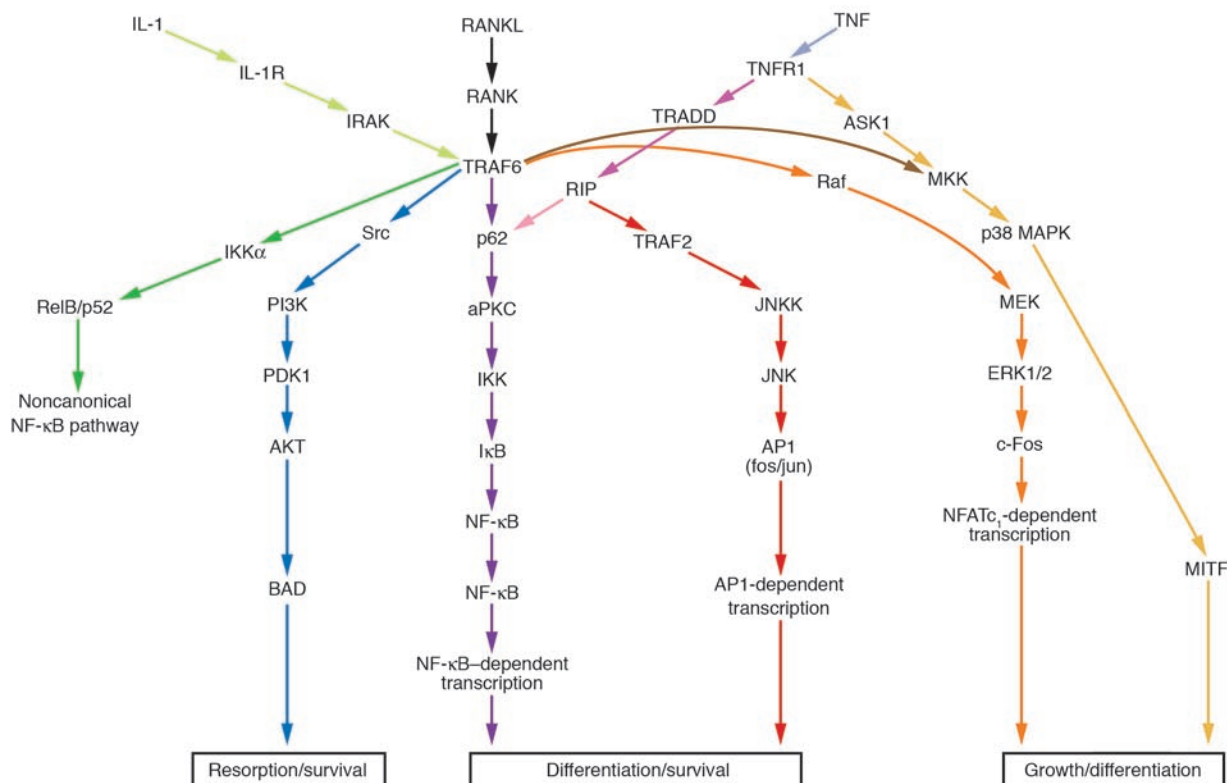 IL-1
RANKL
TNF
IL-1R
TNFR1
RANK
IRAK
TRADD
ASK1
TRAF6
RIP
Raf
MKK
Src
p62
TRAF2
p38 MAPK
IKKα
RelB/p52
PI3K
aPKC
JNKK
MEK
PDK1
IKK
JNK
ERK1/2
Noncanonical
NF-κB pathway
AKT
IκB
AP1
(fos/jun)
c-Fos
NF-κB
NFATc₁-dependent
transcription
MITF
BAD
NF-κB
AP1-dependent
transcription
NF-κB–dependent
transcription
Resorption/survival
Differentiation/survival
Growth/differentiation